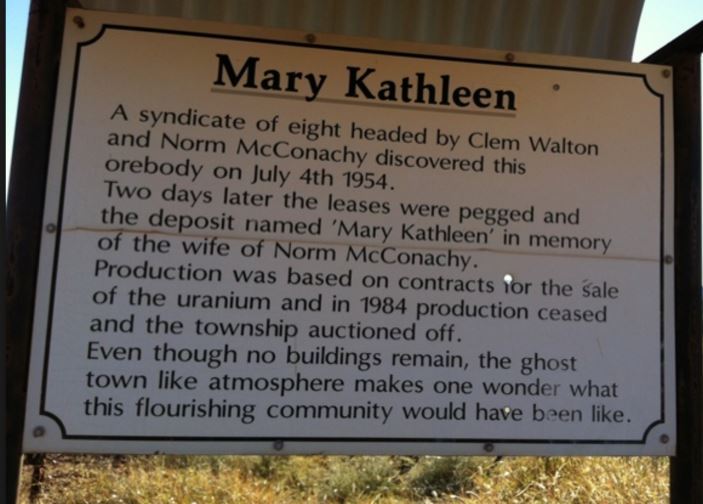 Mary Kathleen
A syndicate of eight headed by Clem Walton
and Norm McConachy discovered this
orebody on July 4th 1954.
Two days later the leases were pegged and
the deposit named 'Mary Kathleen' in memory
of the wife of Norm McConachy.
Production was based on contracts for the sale
of the uranium and in 1984 production ceased
and the township auctioned off.
Even though no buildings remain, the ghost
town like atmosphere makes one wonder what
this flourishing community would have been like.